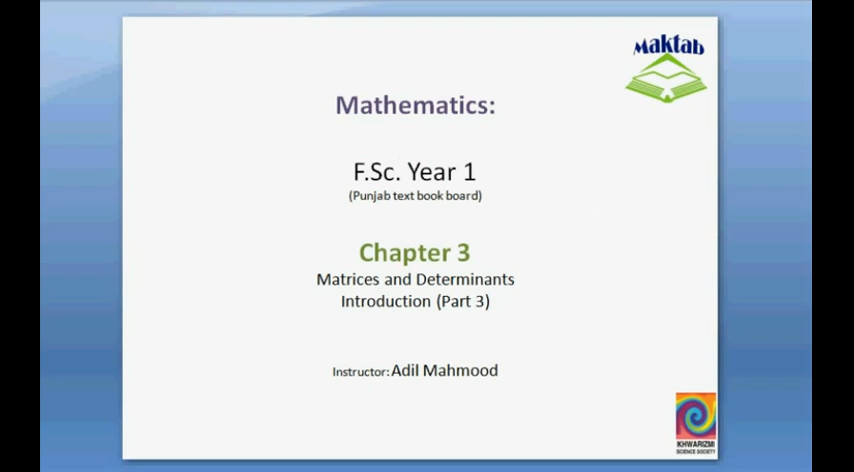 Maktab
Mathematics:
F.Sc. Year 1
(Punjab text book board)
Chapter 3
Matrices and Determinants
Introduction (Part 3)
Instructor: Adil Mahmood
KHWARIZMI
SCIENCE SOCIETY